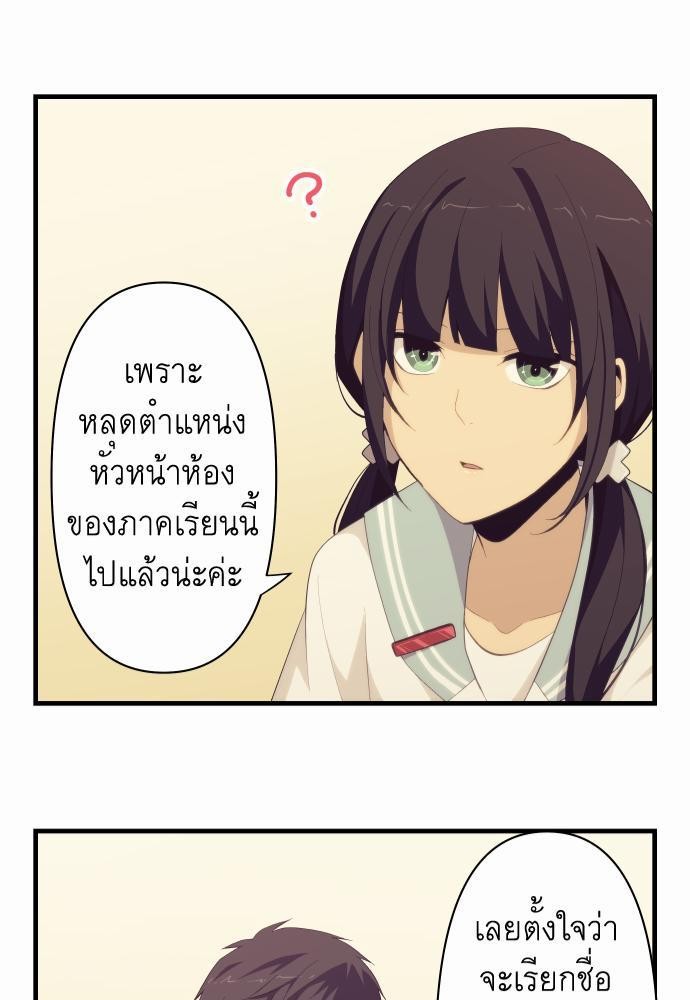 ?
เพราะ
หลุดตำแหน่ง
หัวหน้าห้อง
ของภาคเรียนนี้
ไปแล้วน่ะค่ะ
เลยตั้งใจว่า
จะเรียกชื่อ